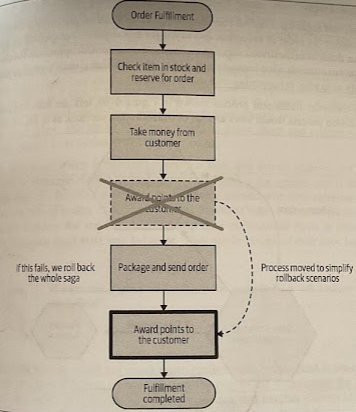 Order Fulfillment
Check item in stock and
reserve for order
Take money from
customer
Award points to the
customer
If this fails, we roll back
the whole saga
Package and send order
Process moved to simplify
rollback scenarios
Award points to
the customer
Fulfillment
completed